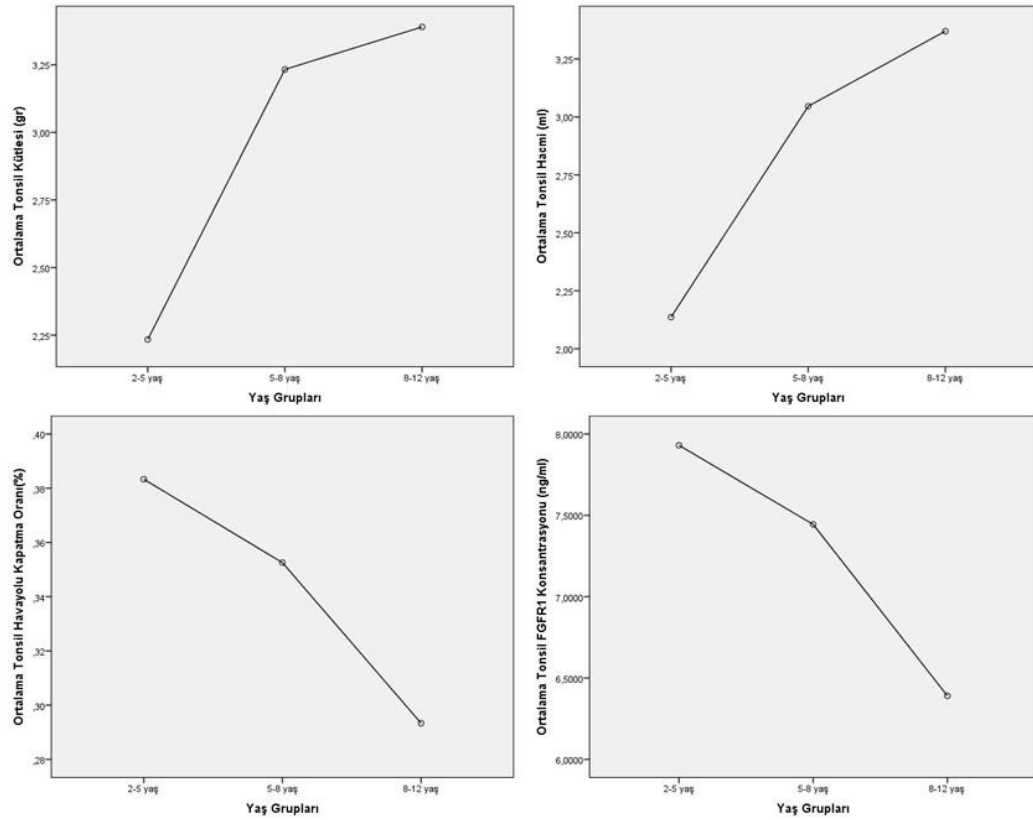 Ortalama Tonsil Kütlesi (gr)
3,25
3,00
2,75
2,50
2,25
2-5 yaş
5-8 yaş
8-12 yaş
Yaş Grupları
Ortalama Tonsil Hacmi (ml)
3,25
3,00
2,75
2,50
2,25
2,00
2-5 yaş
5-8 yaş
8-12 yaş
Yaş Grupları
Ortalama Tonsil Havayolu Kapatma Oranı(%)
,40
,38
,36
,34
,32
,30
,28
2-5 yaş
5-8 yaş
8-12 yaş
Yaş Grupları
Ortalama Tonsil FGFR1 Konsantrasyonu (ng/ml)
8,0000
7,5000
7,0000
6,5000
6,0000
2-5 yaş
5-8 yaş
8-12 yaş
Yaş Grupları